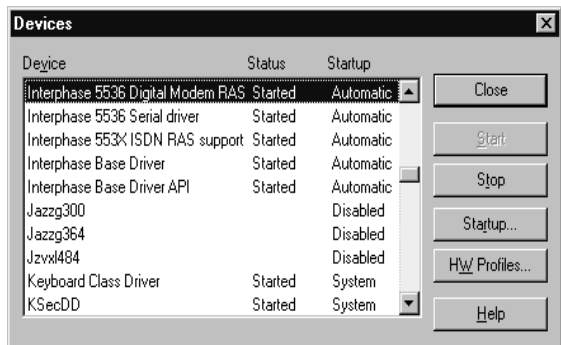 Devices
Device Status Startup
Interphase 5536 Digital Modem RAS Started Automatic
Interphase 5536 Serial driver Started Automatic
Interphase 553X ISDN RAS support Started Automatic
Interphase Base Driver Started Automatic
Interphase Base Driver API Started Automatic
Jazzg300 Disabled
Jazzg364 Disabled
Jzvxl484 Disabled
Keyboard Class Driver Started System
KSecDD Started System
Close
Start
Stop
Startup...
HW Profiles...
Help